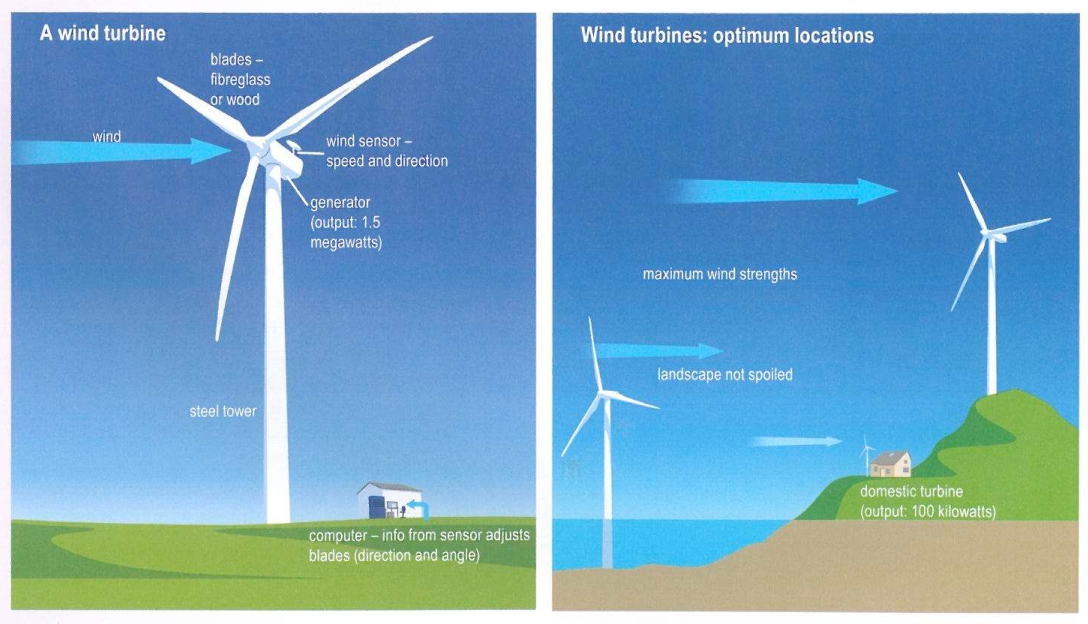 A wind turbine
blades –
fibreglass
or wood
wind
wind sensor –
speed and direction
generator
(output: 1.5
megawatts)
steel tower
computer – info from sensor adjusts
blades (direction and angle)
Wind turbines: optimum locations
maximum wind strengths
landscape not spoiled
domestic turbine
(output: 100 kilowatts)